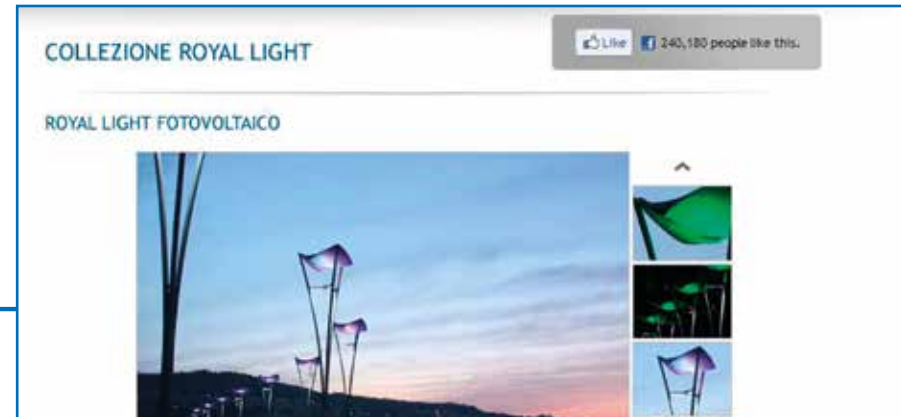 COLLEZIONE ROYAL LIGHT
Like 240,180 people like this.
ROYAL LIGHT FOTOVOLTAICO